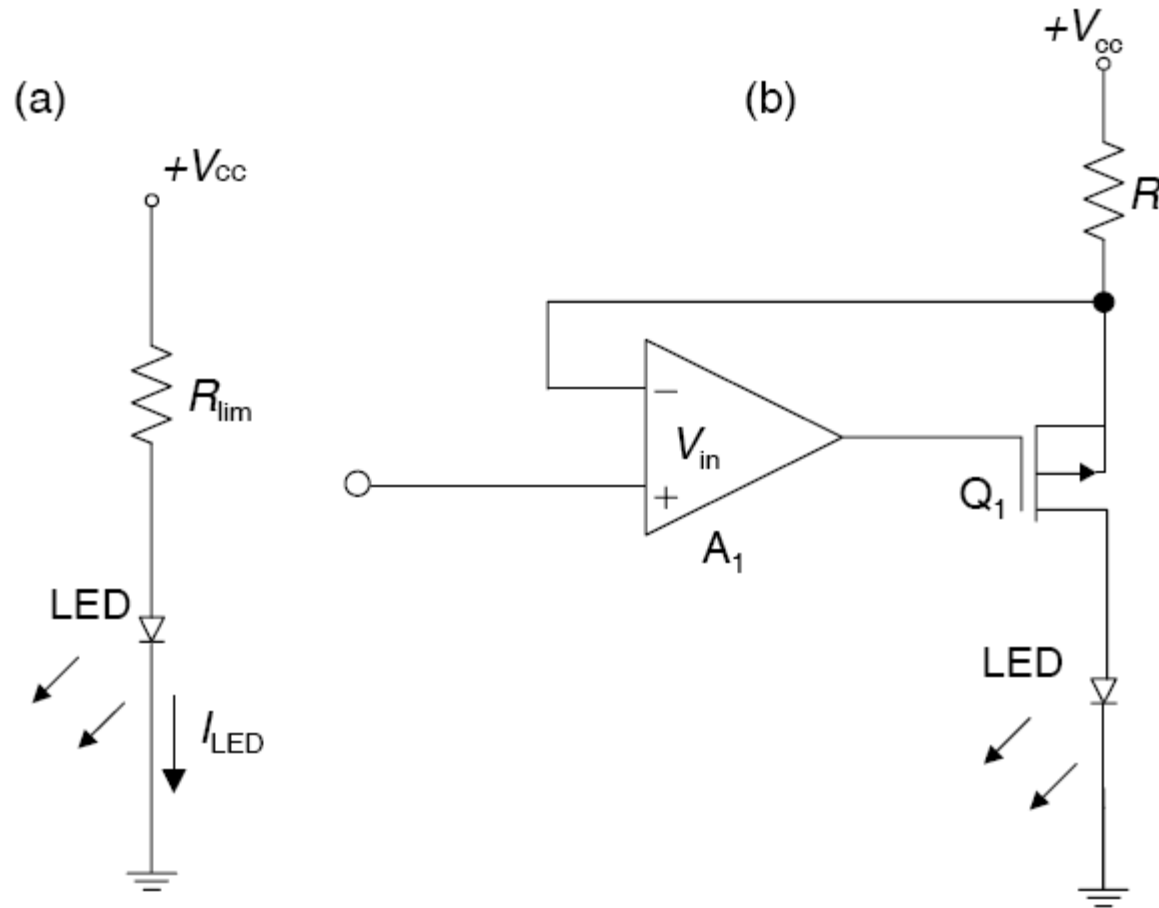 (a)
+Vcc
Rlim
LED
ILED
(b)
+Vcc
R
−
Vin
+
A1
Q1
LED